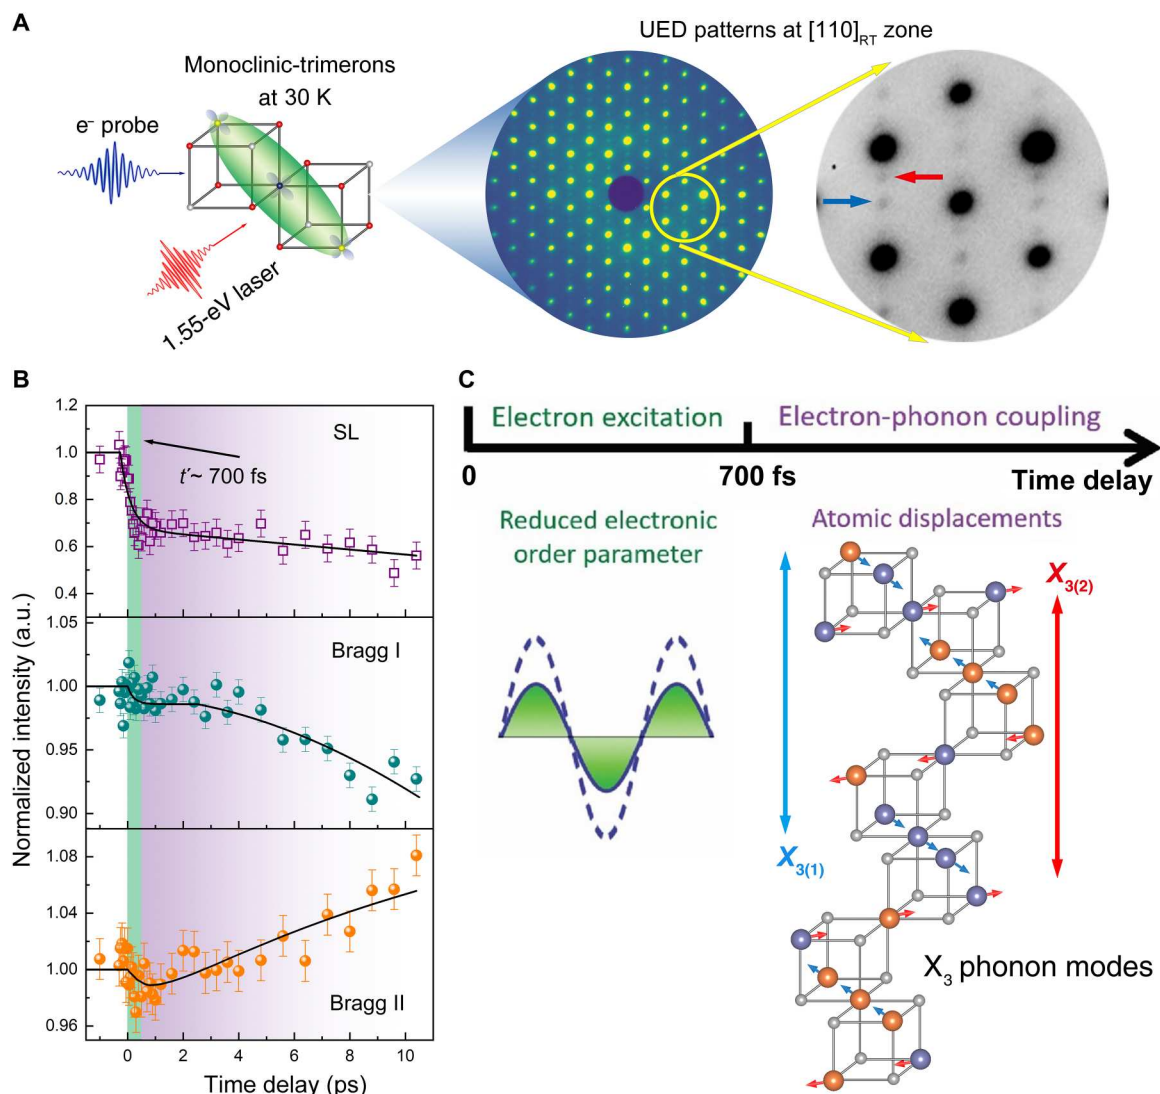 A
UED patterns at [110]RT zone
Monoclinic-trimerons
at 30 K
e− probe
1.55-eV laser
B
1.2
1.0
0.8
0.6
0.4
SL
t′~ 700 fs
1.05
1.00
0.95
0.90
Bragg I
1.08
1.04
1.00
0.96
Bragg II
Normalized intensity (a.u.)
0 2 4 6 8 10
Time delay (ps)
C
Electron excitation
Electron-phonon coupling
0
700 fs
Time delay
Reduced electronic
order parameter
Atomic displacements
X3(2)
X3(1)
X3 phonon modes